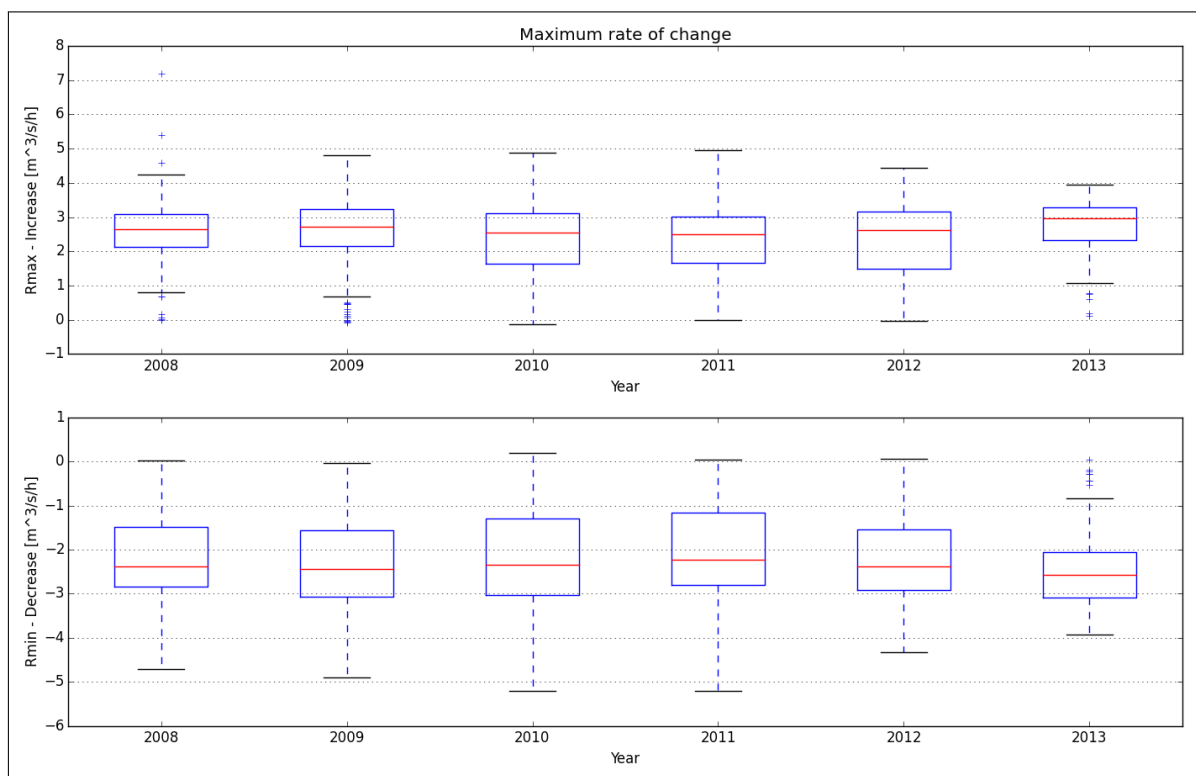 Maximum rate of change
Rmax - Increase [m^3/s/h]
8
7
6
5
4
3
2
1
0
−1
2008 2009 2010 2011 2012 2013
Year
Rmin - Decrease [m^3/s/h]
1
0
−1
−2
−3
−4
−5
−6
2008 2009 2010 2011 2012 2013
Year